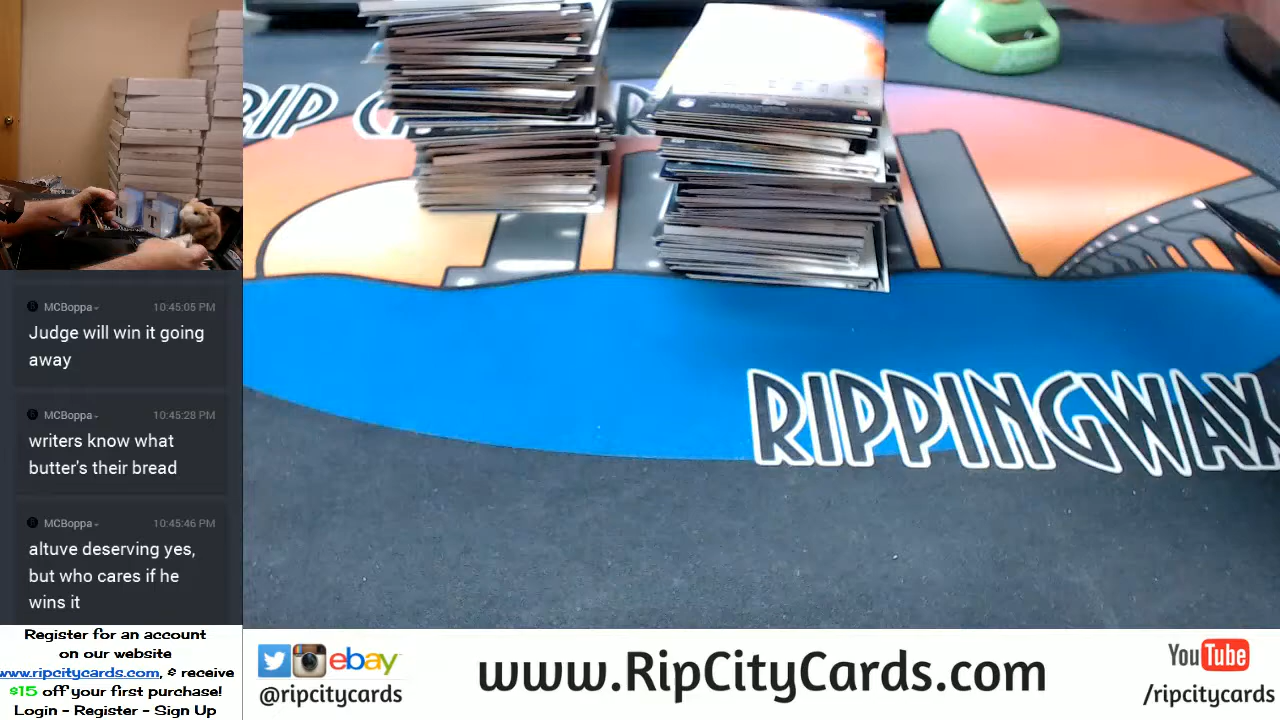 MCBoppa
10:45:05 PM
Judge will win it going
away
MCBoppa
10:45:28 PM
writers know what
butter's their bread
MCBoppa
10:45:46 PM
altuve deserving yes,
but who cares if he
wins it
Register for an account
on our website
www.ripcitycards.com, & receive
$15 off your first purchase!
Login - Register - Sign Up
RIP C
RIPPINGWAX
ebay
@ripcitycards
www.RipCityCards.com
YouTube
/ripcitycards